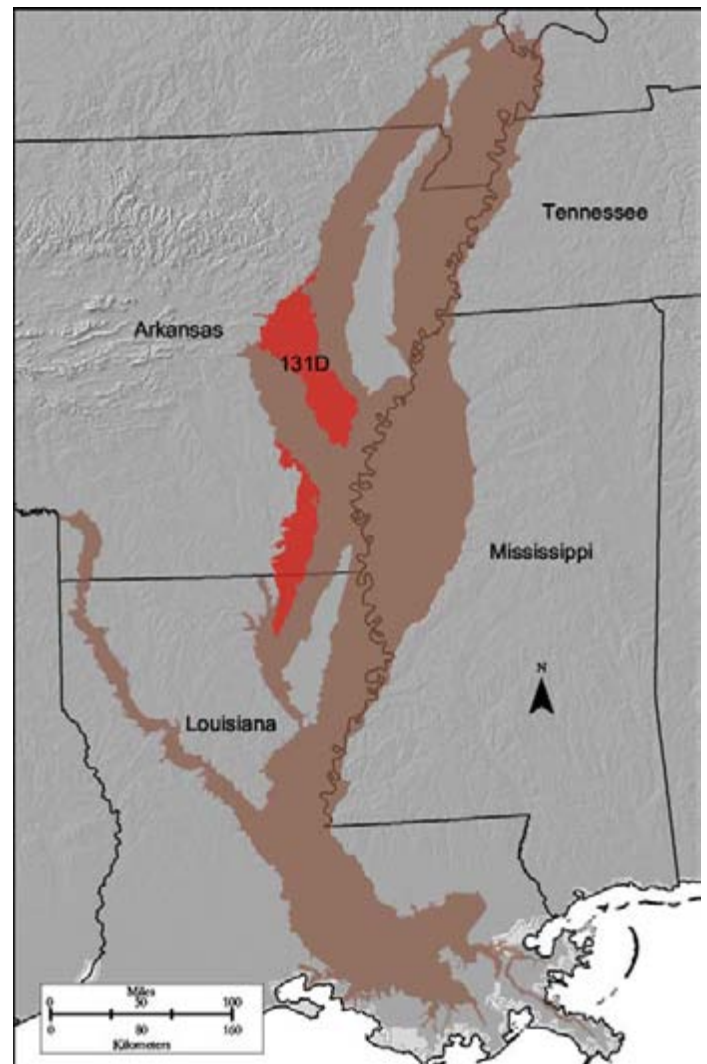 Tennessee
Arkansas
131D
Mississippi
N
Louisiana
Miles
0 50 100
0 80 160
Kilometers